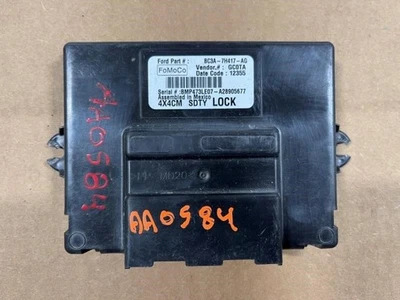 Ford Part # : 8C3A-7H417-AG
FoMoCo
Vendor.# : GC0TA
Date Code : 12355
Serial # :BMP473LE07-A28905677
Assembled in Mexico
4X4CM SDTY LOCK
AA0584
AA0584